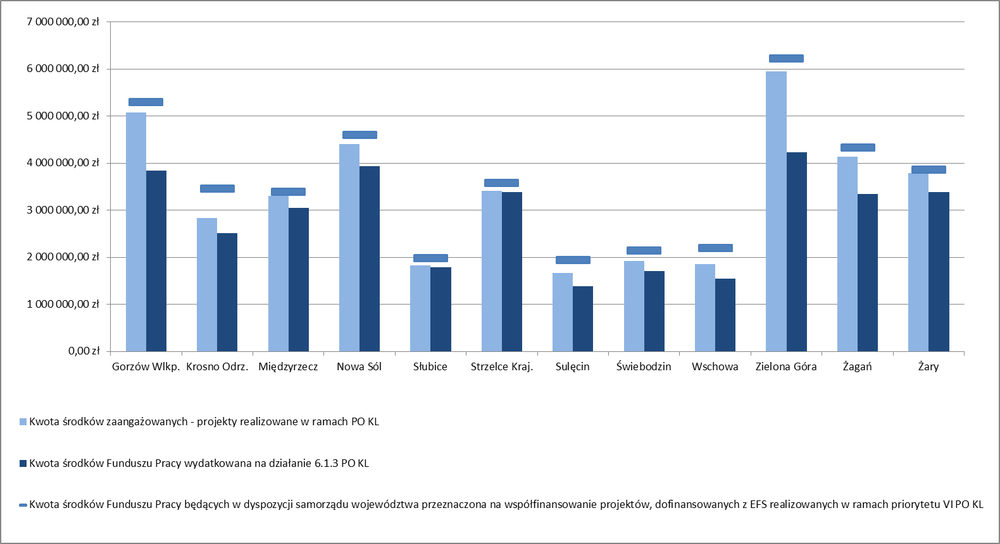 7 000 000,00 zł
6 000 000,00 zł
5 000 000,00 zł
4 000 000,00 zł
3 000 000,00 zł
2 000 000,00 zł
1 000 000,00 zł
0,00 zł
Gorzów Wlkp. Krosno Odrz. Międzyrzecz Nowa Sól Słubice Strzelce Kraj. Sulęcin Świebodzin Wschowa Zielona Góra Żagań Żary
Kwota środków zaangażowanych - projekty realizowane w ramach PO KL
Kwota środków Funduszu Pracy wydatkowana na działanie 6.1.3 PO KL
Kwota środków Funduszu Pracy będących w dyspozycji samorządu województwa przeznaczona na współfinansowanie projektów, dofinansowanych z EFS realizowanych w ramach priorytetu VI PO KL